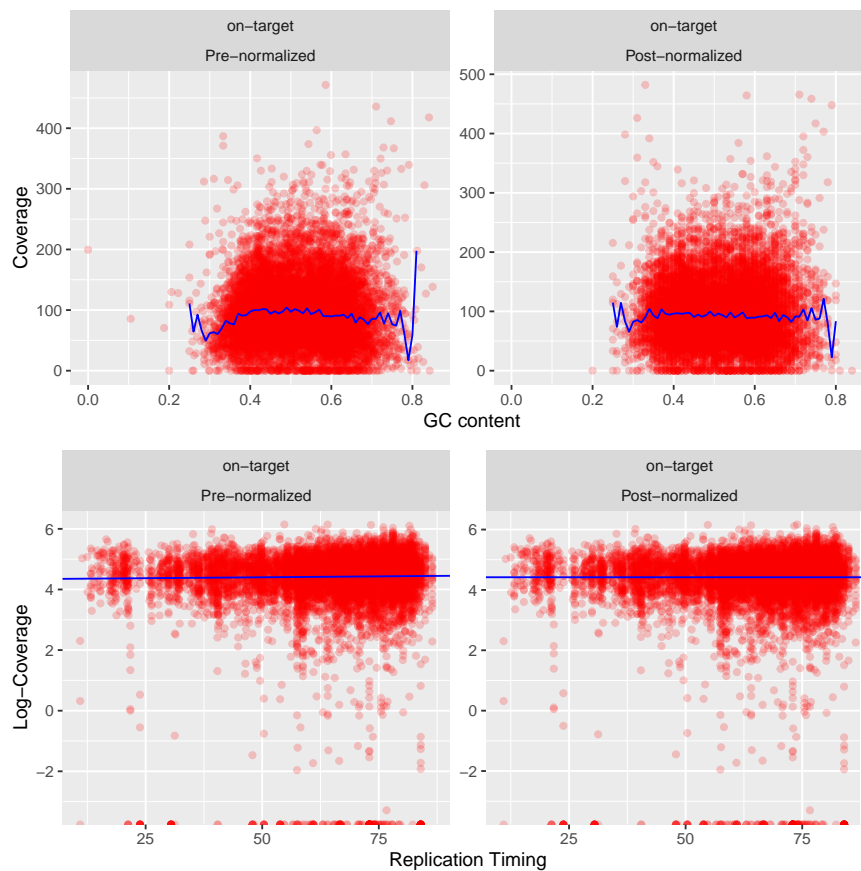 on−target on−target
Pre−normalized Post−normalized
Coverage
400
300
200
100
0
500
400
300
200
100
0
0.0 0.2 0.4 0.6 0.8 0.0 0.2 0.4 0.6 0.8
GC content
on−target on−target
Pre−normalized Post−normalized
Log−Coverage
6
4
2
0
−2
6
4
2
0
−2
25 50 75 25 50 75
Replication Timing